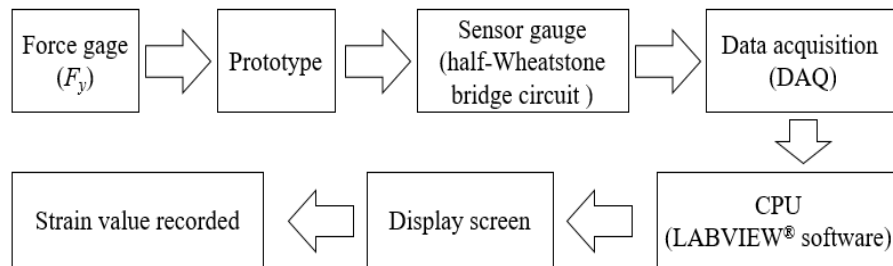 Force gage
(Fy)
Prototype
Sensor gauge
(half-Wheatstone
bridge circuit )
Data acquisition
(DAQ)
CPU
(LABVIEW® software)
Display screen
Strain value recorded